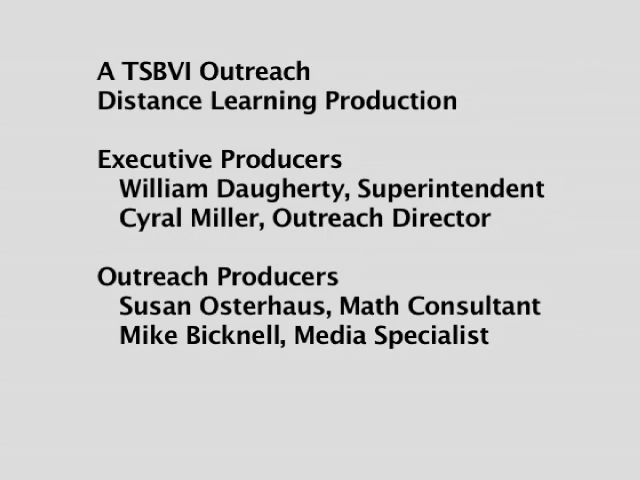 A TSBVI Outreach
Distance Learning Production
Executive Producers
William Daugherty, Superintendent
Cyral Miller, Outreach Director
Outreach Producers
Susan Osterhaus, Math Consultant
Mike Bicknell, Media Specialist